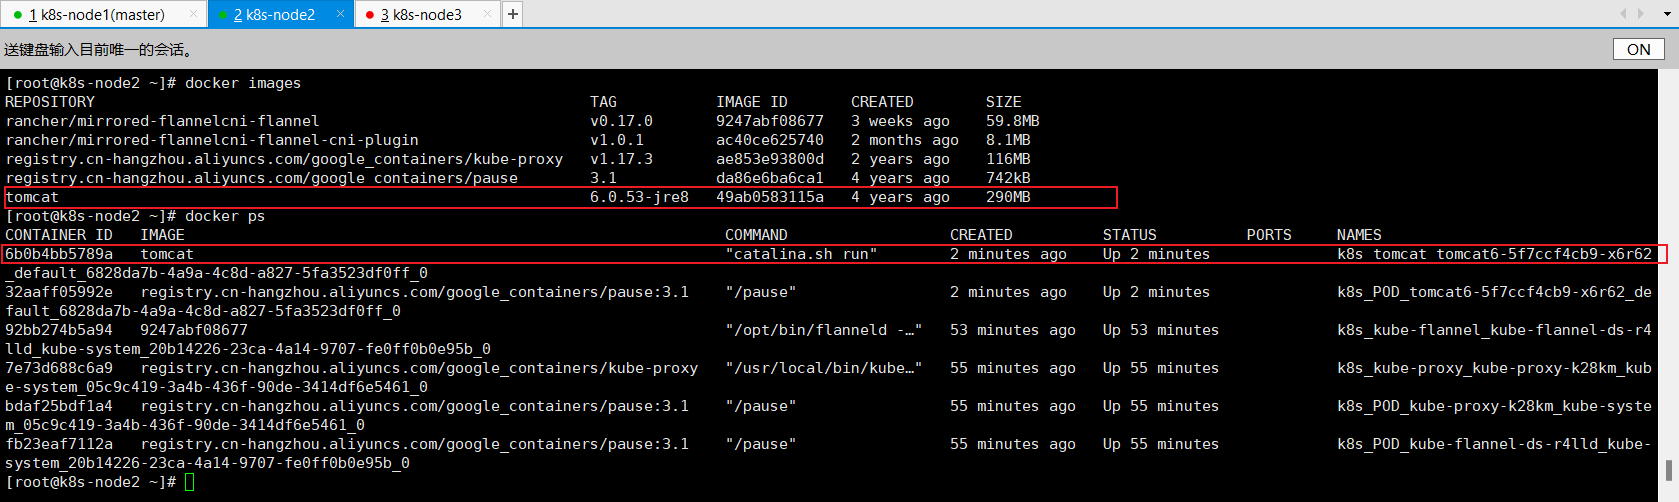 1 k8s-node1(master) × 2 k8s-node2 × 3 k8s-node3 × +
送键盘输入目前唯一的会话。 ON
[root@k8s-node2 ~]# docker images
REPOSITORY TAG IMAGE ID CREATED SIZE
rancher/mirrored-flannelcni-flannel v0.17.0 9247abf08677 3 weeks ago 59.8MB
rancher/mirrored-flannelcni-flannel-cni-plugin v1.0.1 ac40ce625740 2 months ago 8.1MB
registry.cn-hangzhou.aliyuncs.com/google_containers/kube-proxy v1.17.3 ae853e93800d 2 years ago 116MB
registry.cn-hangzhou.aliyuncs.com/google_containers/pause 3.1 da86e6ba6ca1 4 years ago 742kB
tomcat 6.0.53-jre8 49ab0583115a 4 years ago 290MB
[root@k8s-node2 ~]# docker ps
CONTAINER ID IMAGE COMMAND CREATED STATUS PORTS NAMES
6b0b4bb5789a tomcat "catalina.sh run" 2 minutes ago Up 2 minutes k8s_tomcat_tomcat6-5f7ccf4cb9-x6r62
_default_6828da7b-4a9a-4c8d-a827-5fa3523df0ff_0
32aaff05992e registry.cn-hangzhou.aliyuncs.com/google_containers/pause:3.1 "/pause" 2 minutes ago Up 2 minutes k8s_POD_tomcat6-5f7ccf4cb9-x6r62_de
fault_6828da7b-4a9a-4c8d-a827-5fa3523df0ff_0
92bb274b5a94 9247abf08677 "/opt/bin/flanneld -…" 53 minutes ago Up 53 minutes k8s_kube-flannel_kube-flannel-ds-r4
lld_kube-system_20b14226-23ca-4a14-9707-fe0ff0b0e95b_0
7e73d688c6a9 registry.cn-hangzhou.aliyuncs.com/google_containers/kube-proxy "/usr/local/bin/kube…" 55 minutes ago Up 55 minutes k8s_kube-proxy_kube-proxy-k28km_kub
e-system_05c9c419-3a4b-436f-90de-3414df6e5461_0
bdaf25bdf1a4 registry.cn-hangzhou.aliyuncs.com/google_containers/pause:3.1 "/pause" 55 minutes ago Up 55 minutes k8s_POD_kube-proxy-k28km_kube-syste
m_05c9c419-3a4b-436f-90de-3414df6e5461_0
fb23eaf7112a registry.cn-hangzhou.aliyuncs.com/google_containers/pause:3.1 "/pause" 55 minutes ago Up 55 minutes k8s_POD_kube-flannel-ds-r4lld_kube-
system_20b14226-23ca-4a14-9707-fe0ff0b0e95b_0
[root@k8s-node2 ~]#